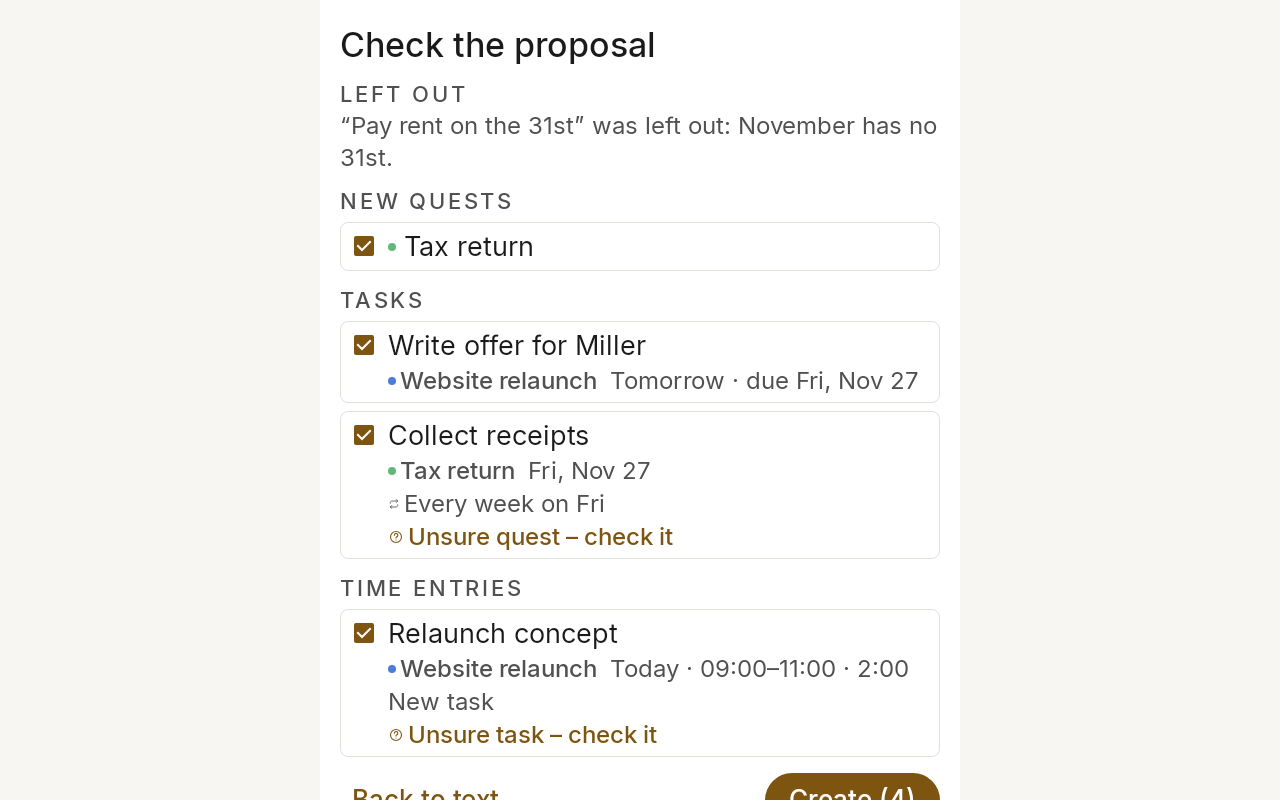 Check the proposal
LEFT OUT
“Pay rent on the 31st” was left out: November has no
31st.
NEW QUESTS
Tax return
TASKS
Write offer for Miller
Website relaunch Tomorrow · due Fri, Nov 27
Collect receipts
Tax return Fri, Nov 27
Every week on Fri
Unsure quest – check it
TIME ENTRIES
Relaunch concept
Website relaunch Today · 09:00–11:00 · 2:00
New task
Unsure task – check it
Back to text
Create (4)